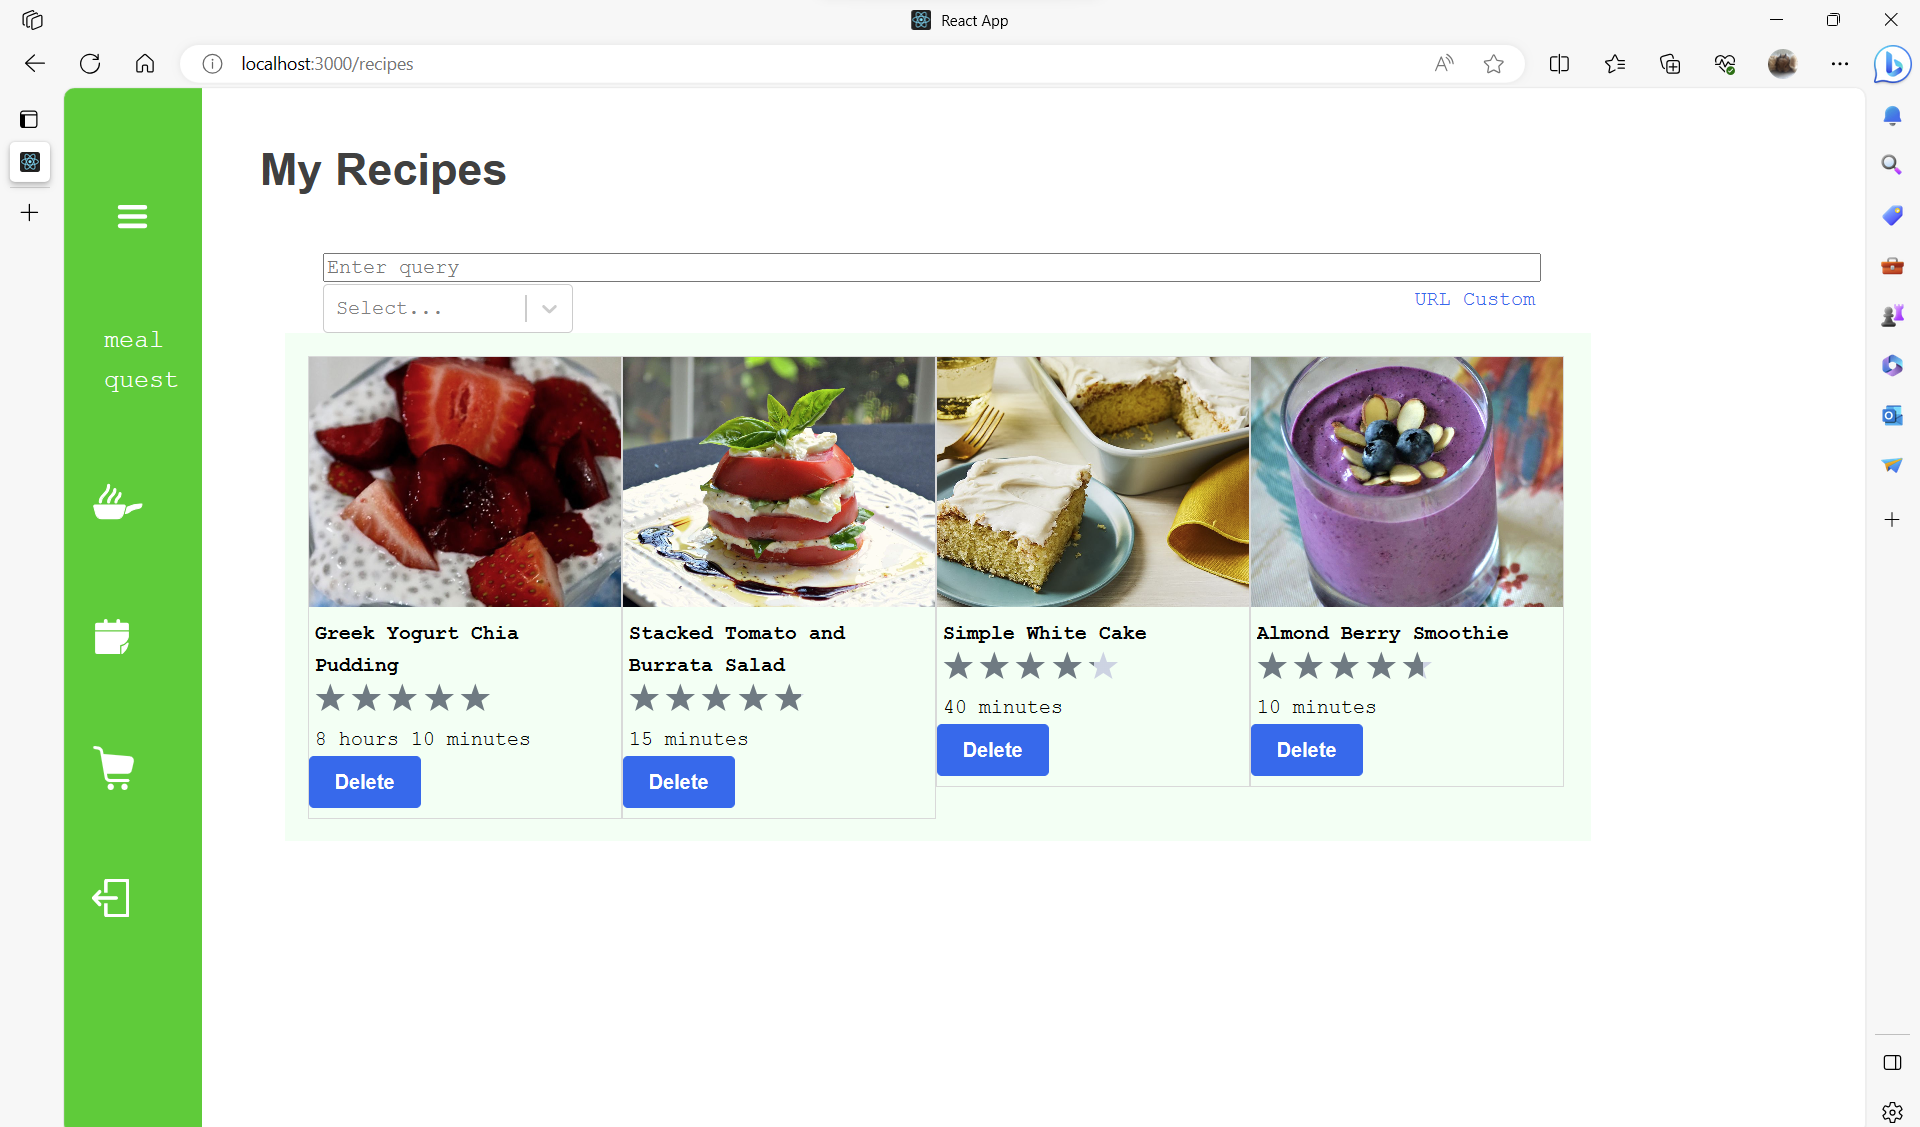 React App
localhost:3000/recipes
My Recipes
meal
quest
Enter query
Select...
URL Custom
Greek Yogurt Chia
Pudding
8 hours 10 minutes
Delete
Stacked Tomato and
Burrata Salad
15 minutes
Delete
Simple White Cake
40 minutes
Delete
Almond Berry Smoothie
10 minutes
Delete